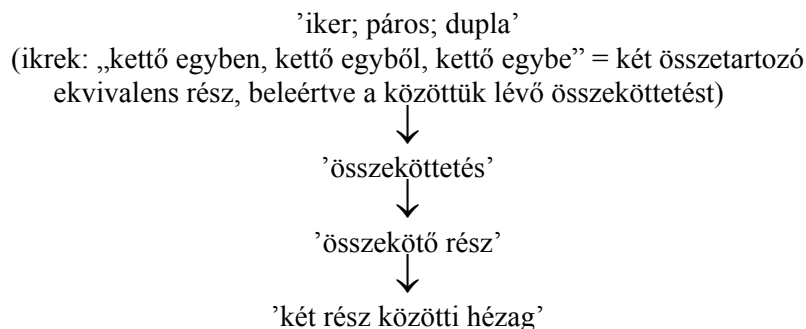 ’iker; páros; dupla’
(ikrek: „kettő egyben, kettő egyből, kettő egybe” = két összetartozó
ekvivalens rész, beleértve a közöttük lévő összeköttetést)
’összeköttetés’
’összekötő rész’
’két rész közötti hézag’